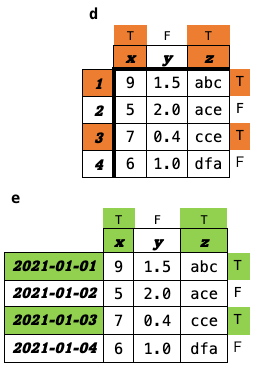 d
T F T
x y z
1 9 1.5 abc T
2 5 2.0 ace F
3 7 0.4 cce T
4 6 1.0 dfa F
e
T F T
x y z
2021-01-01 9 1.5 abc T
2021-01-02 5 2.0 ace F
2021-01-03 7 0.4 cce T
2021-01-04 6 1.0 dfa F